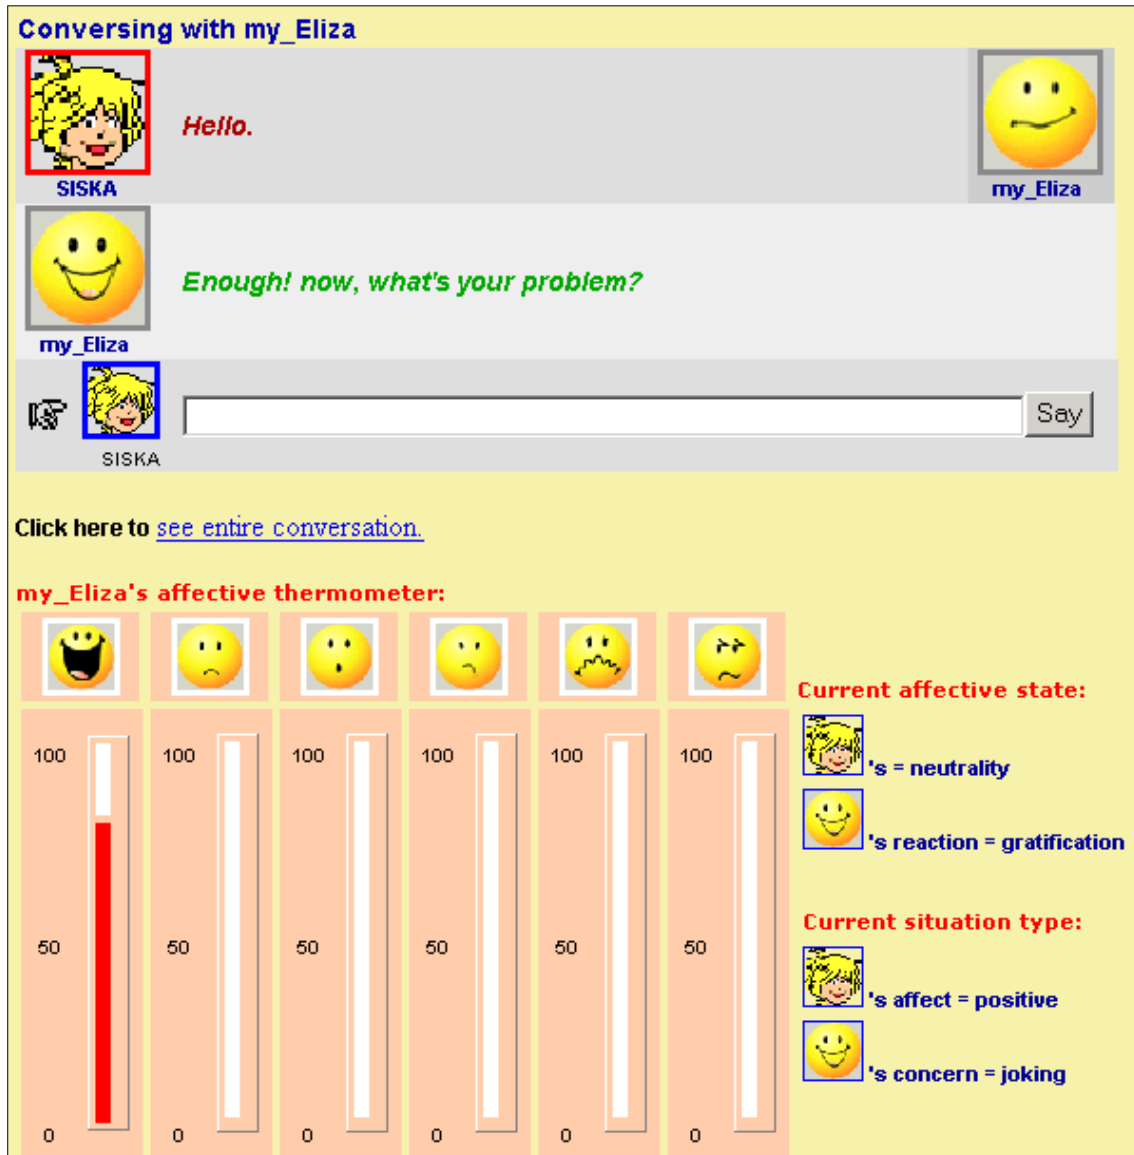 Conversing with my_Eliza
Hello.
SISKA
my_Eliza
Enough! now, what's your problem?
my_Eliza
Say
SISKA
Click here to see entire conversation.
my_Eliza's affective thermometer:
Current affective state:
's = neutrality
's reaction = gratification
Current situation type:
's affect = positive
's concern = joking
100 100 100 100 100 100
50 50 50 50 50 50
0 0 0 0 0 0